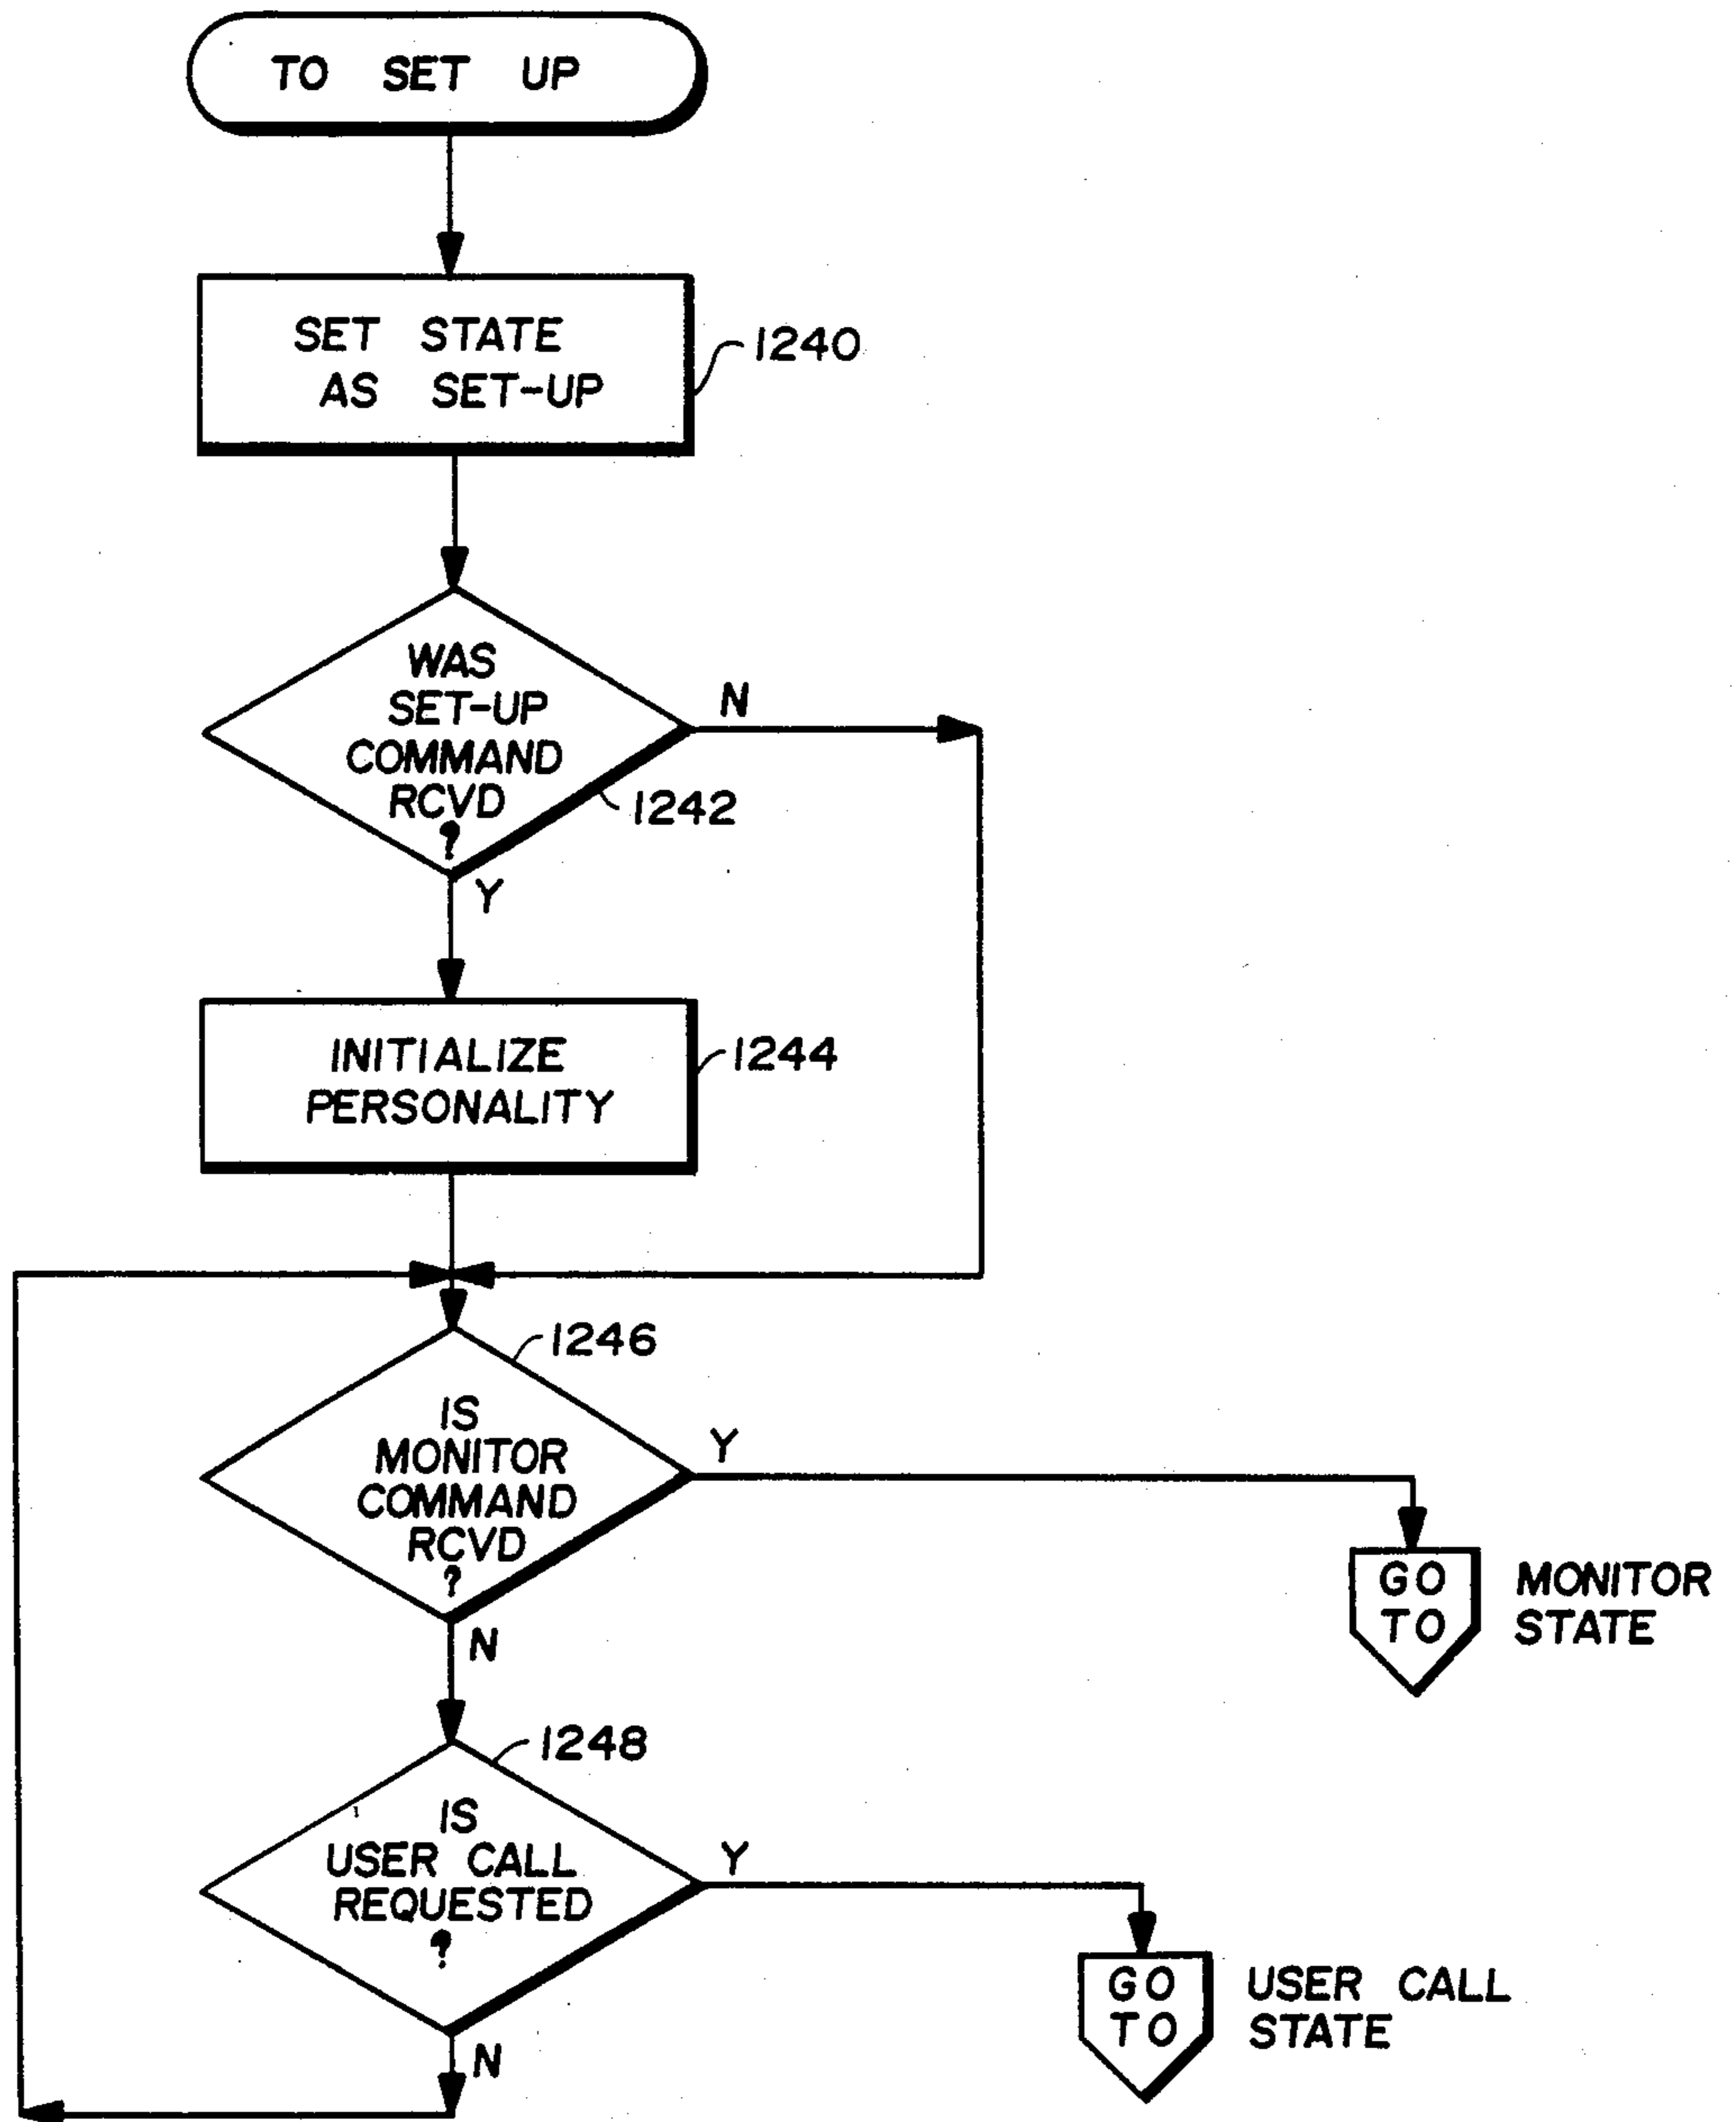 TO SET UP
SET STATE
AS SET-UP
1240
WAS
SET-UP
COMMAND
RCVD
?
N
1242
Y
INITIALIZE
PERSONALITY
1244
1246
IS
MONITOR
COMMAND
RCVD
?
Y
N
GO
TO
MONITOR
STATE
1248
IS
USER CALL
REQUESTED
?
Y
N
GO
TO
USER CALL
STATE